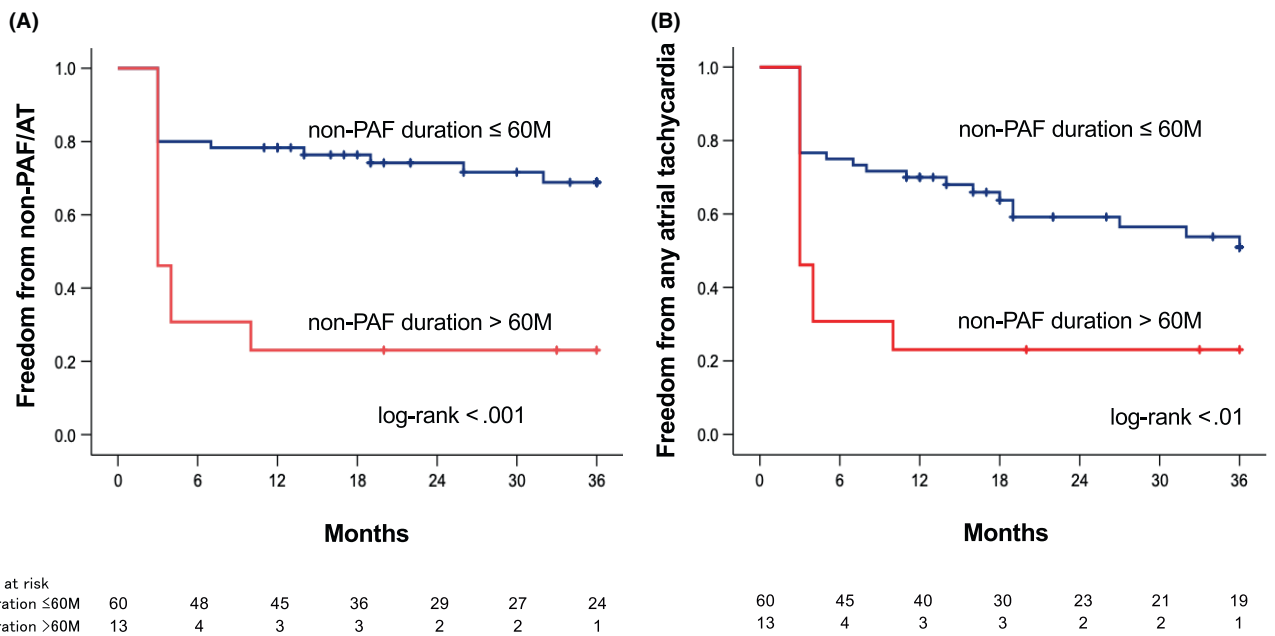 (A)
Freedom from non-PAF/AT
1.0
0.8
0.6
0.4
0.2
0.0
non-PAF duration ≤ 60M
non-PAF duration > 60M
log-rank < .001
0 6 12 18 24 30 36
Months
(B)
Freedom from any atrial tachycardia
1.0
0.8
0.6
0.4
0.2
0.0
non-PAF duration ≤ 60M
non-PAF duration > 60M
log-rank < .01
0 6 12 18 24 30 36
Months
at risk
ration ≤60M 60 48 45 36 29 27 24
ration >60M 13 4 3 3 2 2 1
60 45 40 30 23 21 19
13 4 3 3 2 2 1